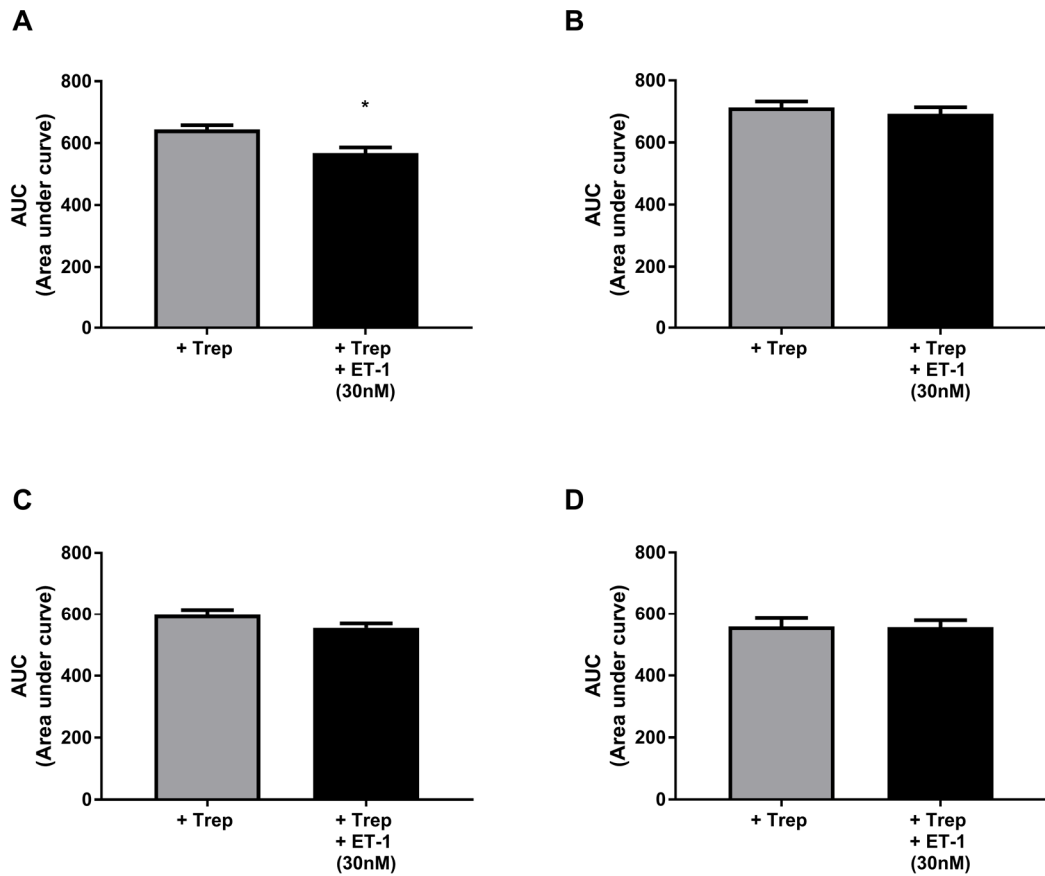 A
800
600
400
200
0
AUC
(Area under curve)
*
+ Trep
+ Trep
+ ET-1
(30nM)
B
800
600
400
200
0
AUC
(Area under curve)
+ Trep
+ Trep
+ ET-1
(30nM)
C
800
600
400
200
0
AUC
(Area under curve)
+ Trep
+ Trep
+ ET-1
(30nM)
D
800
600
400
200
0
AUC
(Area under curve)
+ Trep
+ Trep
+ ET-1
(30nM)